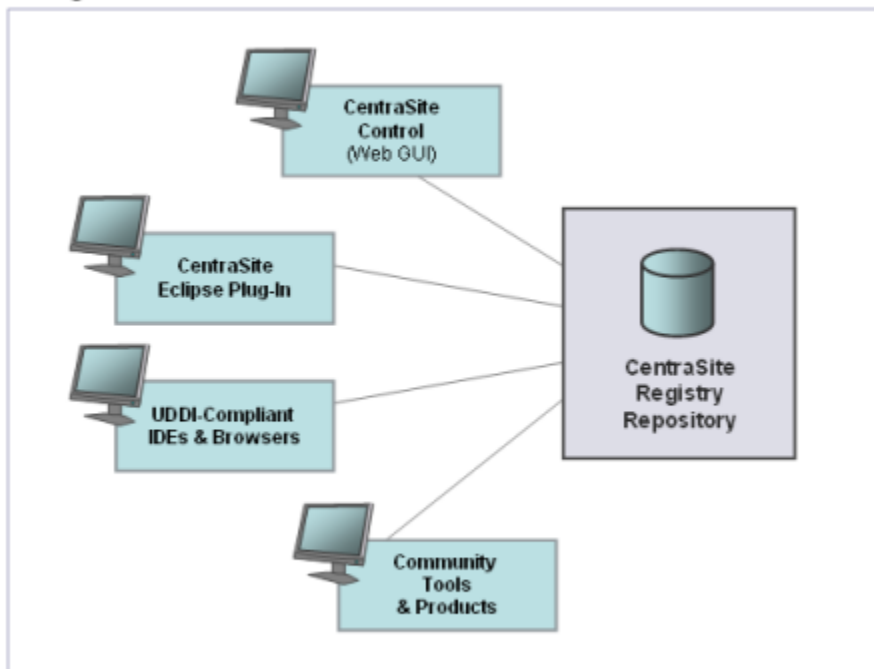 CentraSite
Control
(Web GUI)
CentraSite
Eclipse Plug-In
UDDI-Compliant
IDEs & Browsers
CentraSite
Registry
Repository
Community
Tools
& Products